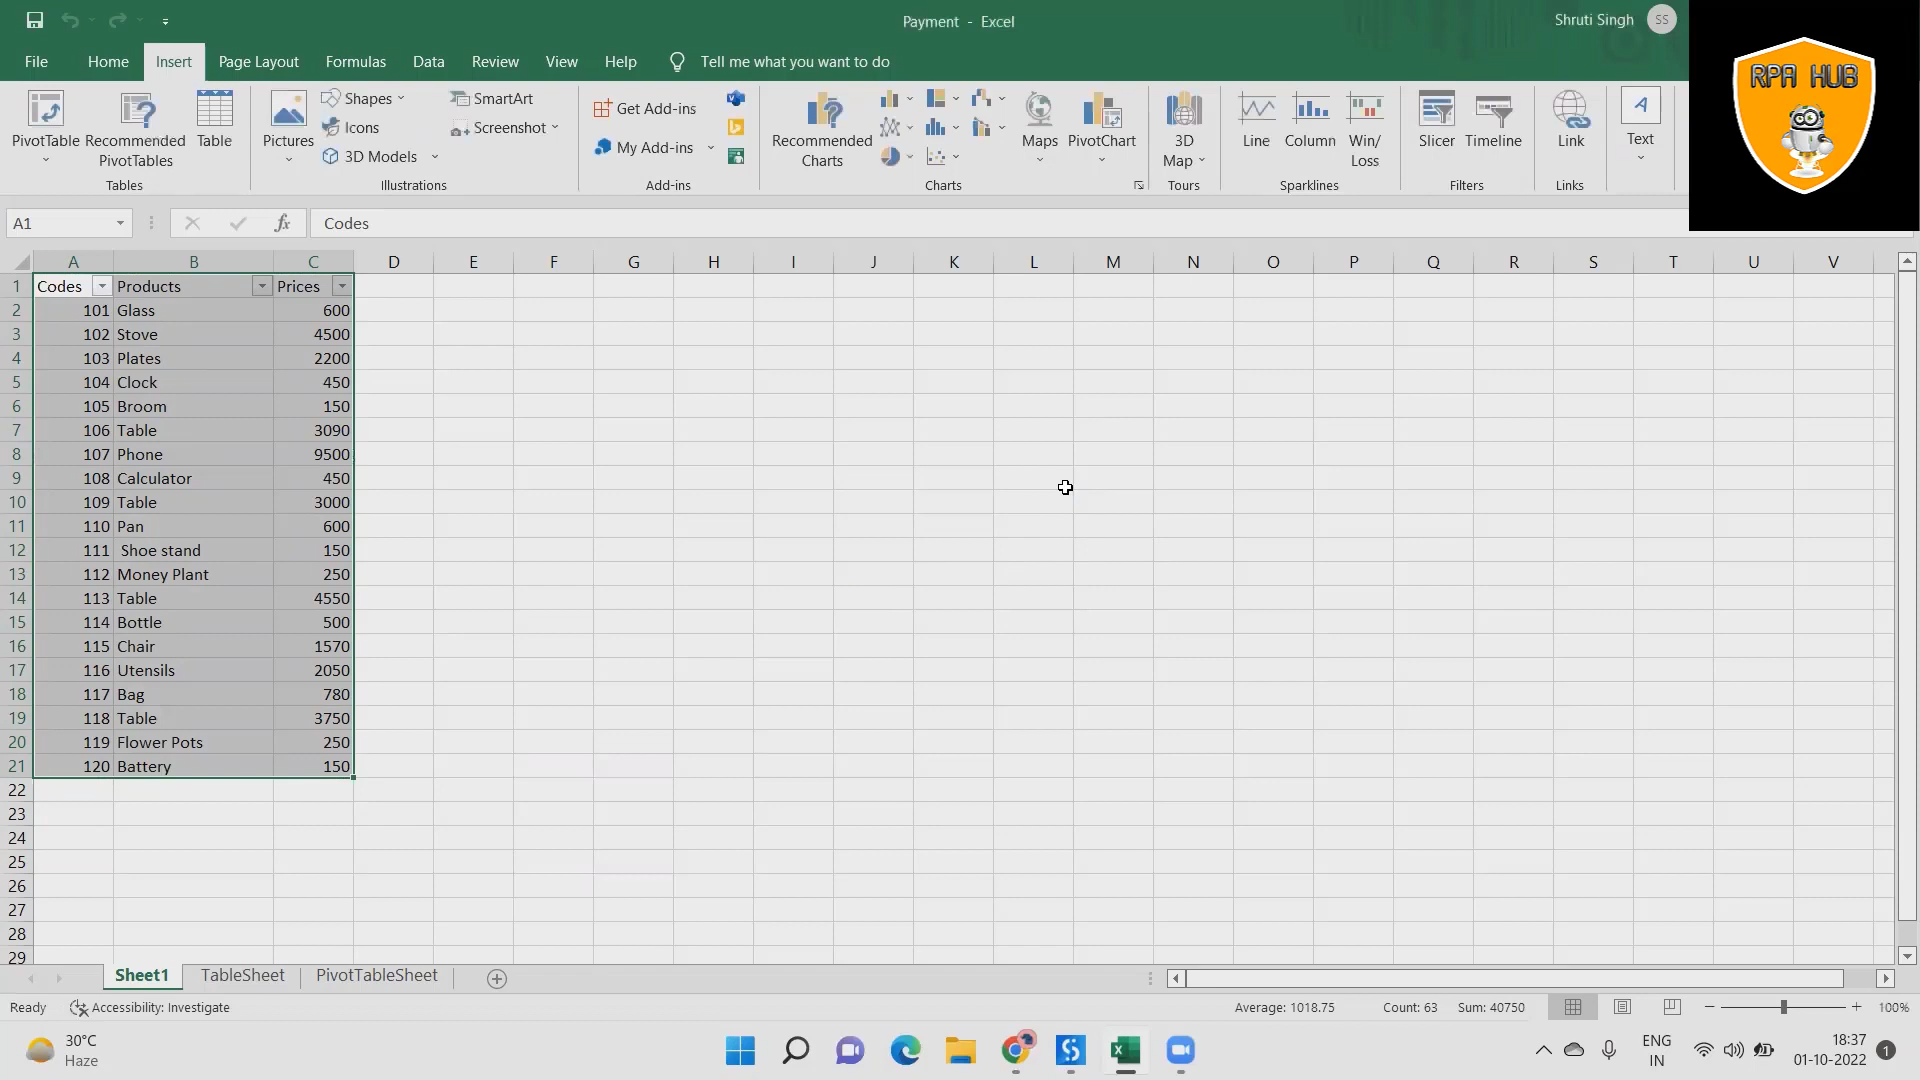 Payment - Excel
Shruti Singh
SS
RPA HUB
File Home Insert Page Layout Formulas Data Review View Help Tell me what you want to do
PivotTable
Recommended PivotTables
Table
Tables
Pictures
Shapes
Icons
3D Models
SmartArt
Screenshot
Illustrations
Get Add-ins
My Add-ins
Add-ins
Recommended Charts
Maps
PivotChart
Charts
3D Map
Tours
Line
Column
Win/ Loss
Sparklines
Slicer
Timeline
Filters
Link
Links
A
Text
A1 fx Codes
A B C D E F G H I J K L M N O P Q R S T U V
1 Codes Products Prices
2 101 Glass 600
3 102 Stove 4500
4 103 Plates 2200
5 104 Clock 450
6 105 Broom 150
7 106 Table 3090
8 107 Phone 9500
9 108 Calculator 450
10 109 Table 3000
11 110 Pan 600
12 111 Shoe stand 150
13 112 Money Plant 250
14 113 Table 4550
15 114 Bottle 500
16 115 Chair 1570
17 116 Utensils 2050
18 117 Bag 780
19 118 Table 3750
20 119 Flower Pots 250
21 120 Battery 150
22
23
24
25
26
27
28
29
Sheet1 TableSheet PivotTableSheet
Ready Accessibility: Investigate Average: 1018.75 Count: 63 Sum: 40750 100%
30°C
Haze
ENG
IN
18:37
01-10-2022
1